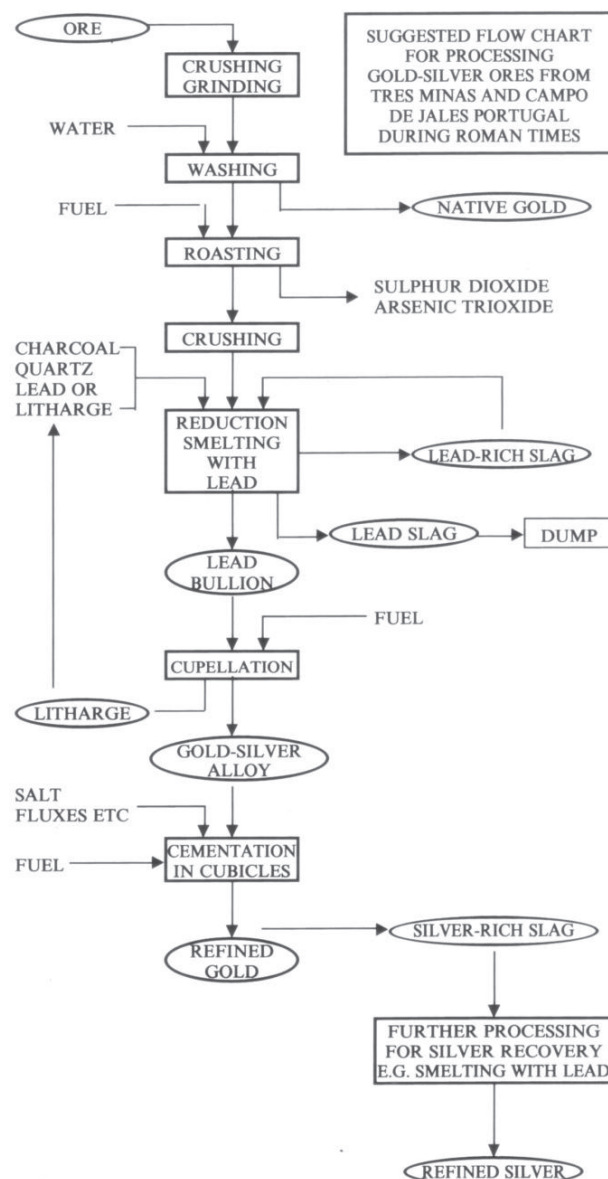 ORE
SUGGESTED FLOW CHART
FOR PROCESSING
GOLD-SILVER ORES FROM
TRES MINAS AND CAMPO
DE JALES PORTUGAL
DURING ROMAN TIMES
CRUSHING
GRINDING
WATER
WASHING
FUEL
NATIVE GOLD
ROASTING
SULPHUR DIOXIDE
ARSENIC TRIOXIDE
CRUSHING
CHARCOAL
QUARTZ
LEAD OR
LITHARGE
REDUCTION
SMELTING
WITH
LEAD
LEAD-RICH SLAG
LEAD SLAG
DUMP
LEAD
BULLION
FUEL
CUPELLATION
LITHARGE
GOLD-SILVER
ALLOY
SALT
FLUXES ETC
FUEL
CEMENTATION
IN CUBICLES
REFINED
GOLD
SILVER-RICH SLAG
FURTHER PROCESSING
FOR SILVER RECOVERY
E.G. SMELTING WITH LEAD
REFINED SILVER